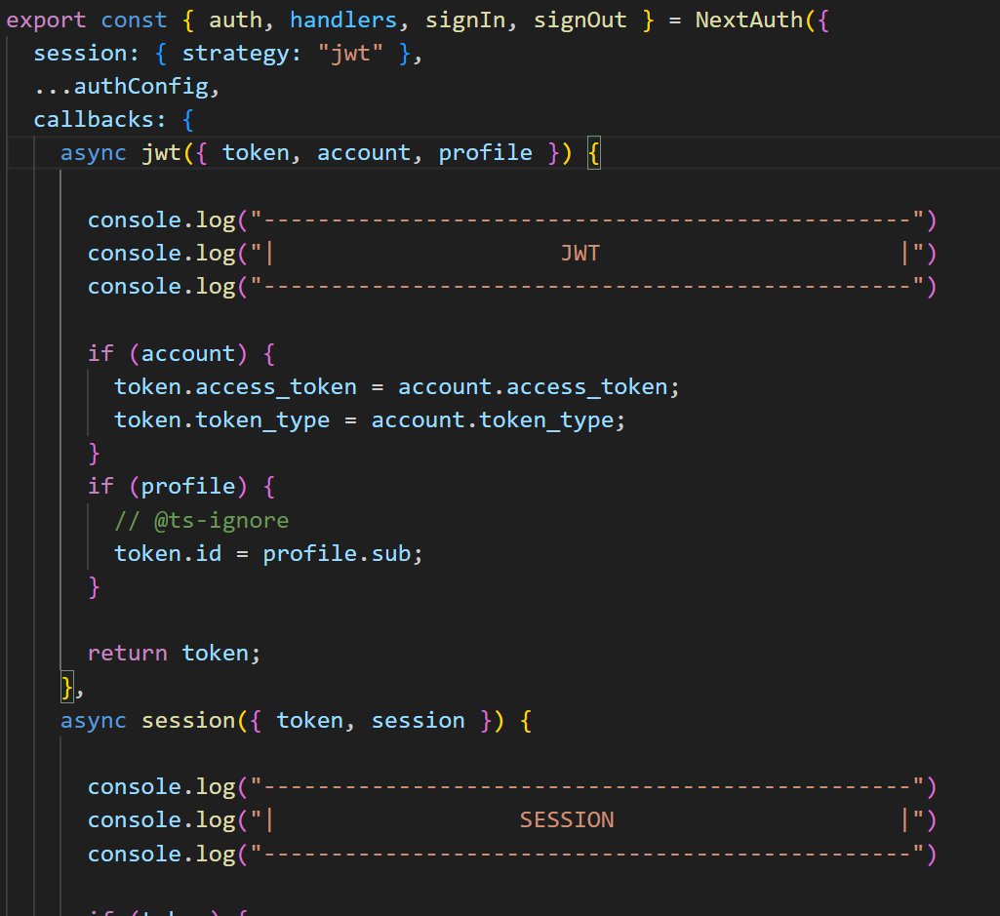 export const { auth, handlers, signIn, signOut } = NextAuth({
  session: { strategy: "jwt" },
  ...authConfig,
  callbacks: {
    async jwt({ token, account, profile }) {

      console.log("------------------------------------------------")
      console.log("|                     JWT                      |")
      console.log("------------------------------------------------")

      if (account) {
        token.access_token = account.access_token;
        token.token_type = account.token_type;
      }
      if (profile) {
        // @ts-ignore
        token.id = profile.sub;
      }

      return token;
    },
    async session({ token, session }) {

      console.log("------------------------------------------------")
      console.log("|                  SESSION                     |")
      console.log("------------------------------------------------")